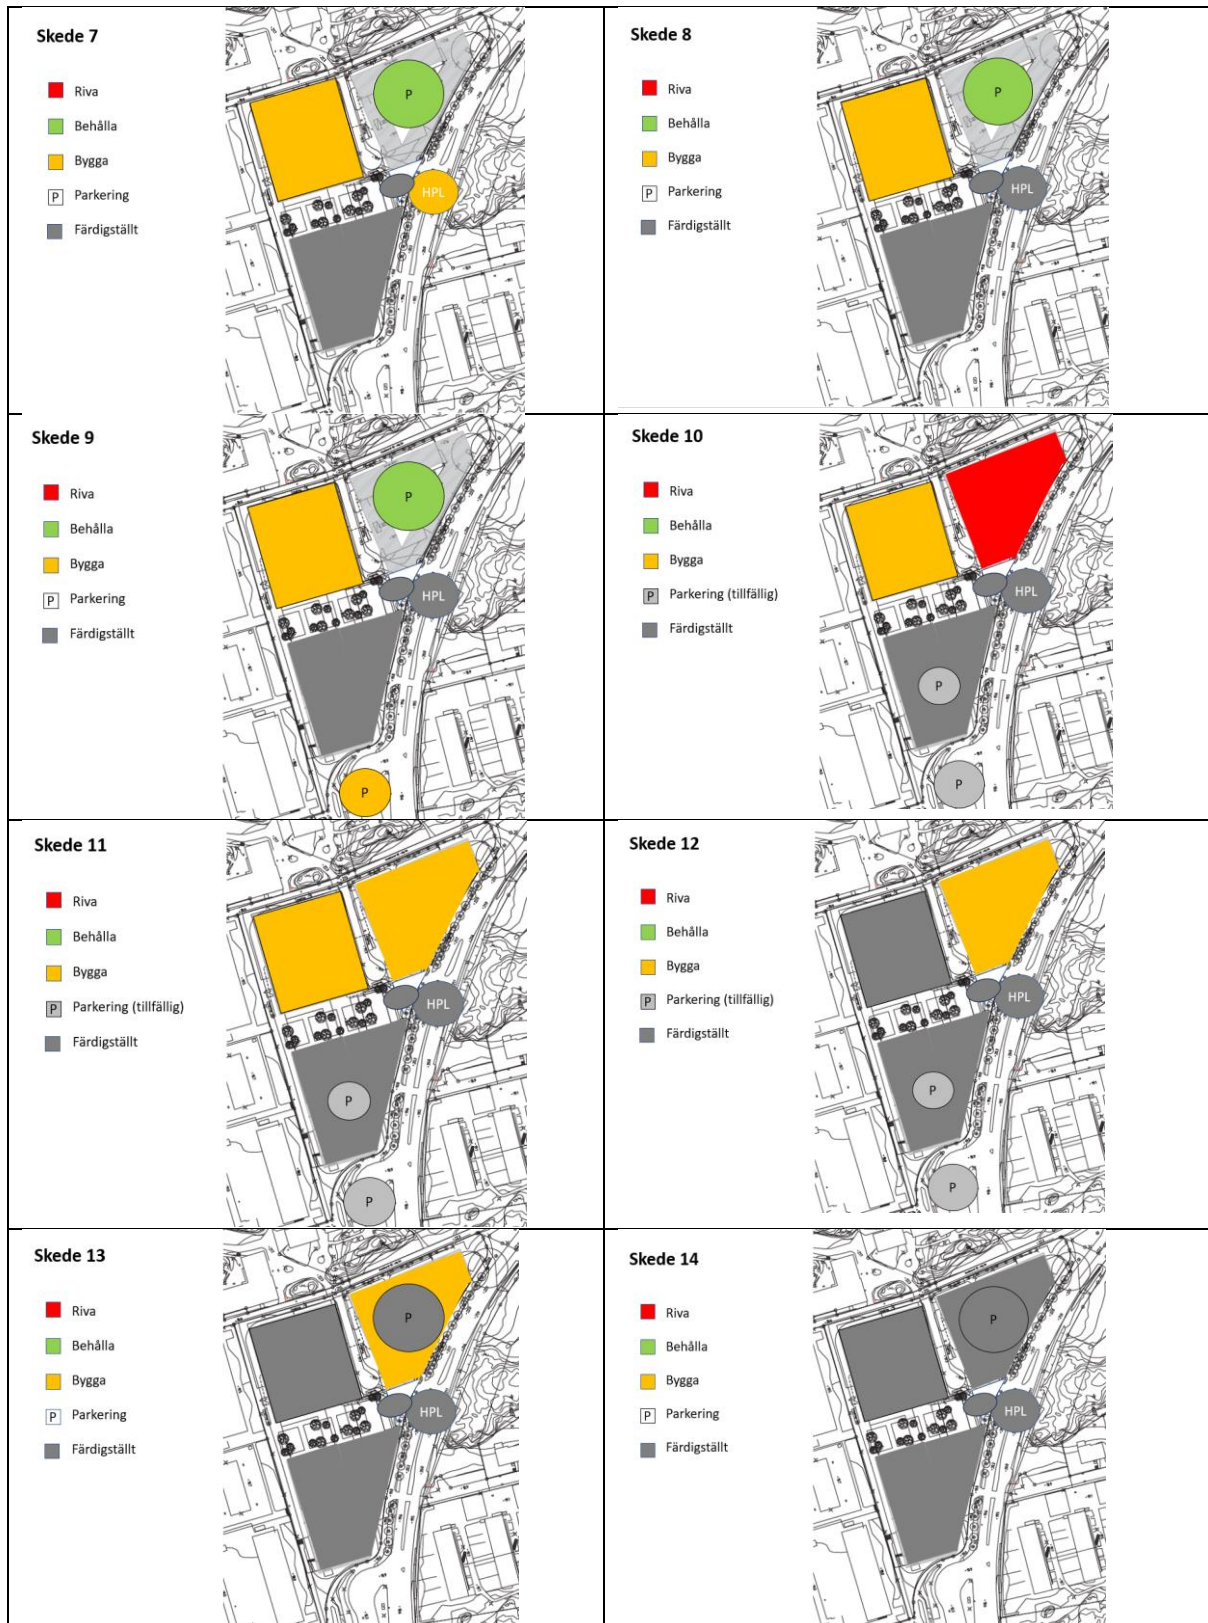 Skede 7
Riva
Behålla
Bygga
P Parkering
Färdigställt
P
HPL
Skede 8
Riva
Behålla
Bygga
P Parkering
Färdigställt
P
HPL
Skede 9
Riva
Behålla
Bygga
P Parkering
Färdigställt
P
HPL
P
Skede 10
Riva
Behålla
Bygga
P Parkering (tillfällig)
Färdigställt
HPL
P
P
Skede 11
Riva
Behålla
Bygga
P Parkering (tillfällig)
Färdigställt
HPL
P
P
Skede 12
Riva
Behålla
Bygga
P Parkering (tillfällig)
Färdigställt
HPL
P
P
Skede 13
Riva
Behålla
Bygga
P Parkering
Färdigställt
P
HPL
Skede 14
Riva
Behålla
Bygga
P Parkering
Färdigställt
P
HPL